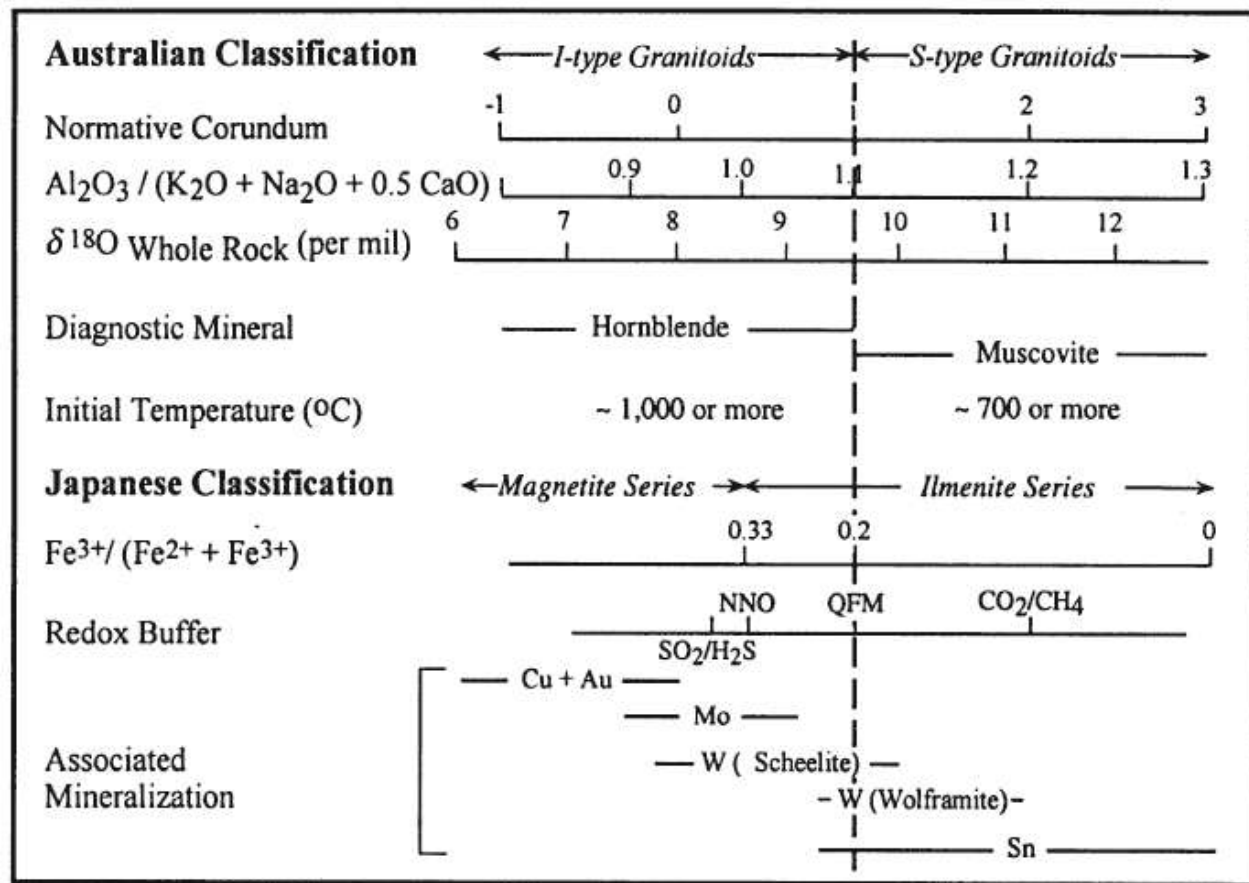 Australian Classification I-type Granitoids S-type Granitoids
-1 0 2 3
Normative Corundum
0.9 1.0 1.1 1.2 1.3
Al₂O₃ / (K₂O + Na₂O + 0.5 CaO)
6 7 8 9 10 11 12
δ ¹⁸O Whole Rock (per mil)
Diagnostic Mineral Hornblende
Muscovite
Initial Temperature (ºC) ~ 1,000 or more ~ 700 or more
Japanese Classification Magnetite Series Ilmenite Series
0.33 0.2 0
Fe³⁺/ (Fe²⁺ + Fe³⁺)
NNO QFM CO₂/CH₄
Redox Buffer
SO₂/H₂S
Cu + Au
Mo
Associated W ( Scheelite)
Mineralization W (Wolframite)
Sn